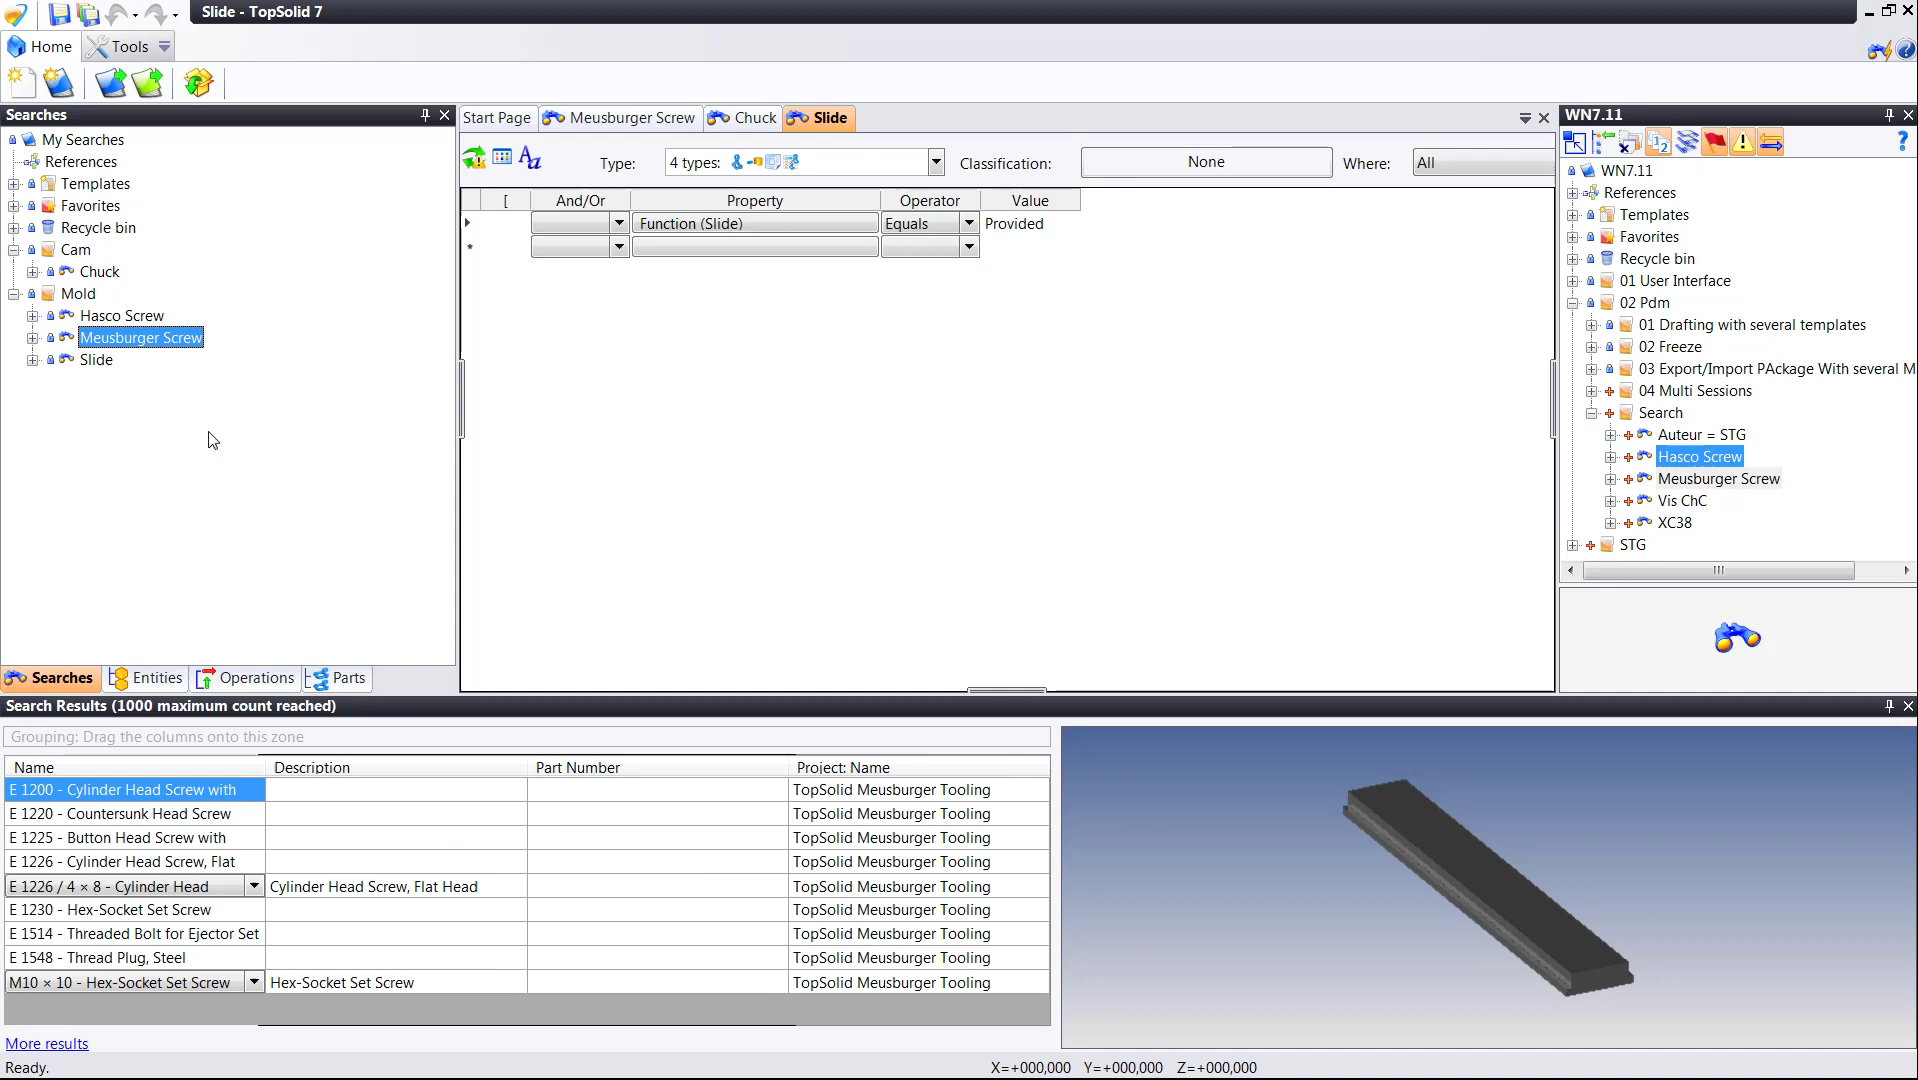 Slide - TopSolid 7
Home
Tools
Searches
My Searches
References
Templates
Favorites
Recycle bin
Cam
Chuck
Mold
Hasco Screw
Meusburger Screw
Slide
Searches
Entities
Operations
Parts
Start Page
Meusburger Screw
Chuck
Slide
Type:
4 types:
Classification:
None
Where:
All
[ And/Or Property Operator Value
Function (Slide) Equals Provided
*
WN7.11
WN7.11
References
Templates
Favorites
Recycle bin
01 User Interface
02 Pdm
01 Drafting with several templates
02 Freeze
03 Export/Import PAckage With several M
04 Multi Sessions
Search
Auteur = STG
Hasco Screw
Meusburger Screw
Vis ChC
XC38
STG
Search Results (1000 maximum count reached)
Grouping: Drag the columns onto this zone
Name Description Part Number Project: Name
E 1200 - Cylinder Head Screw with TopSolid Meusburger Tooling
E 1220 - Countersunk Head Screw TopSolid Meusburger Tooling
E 1225 - Button Head Screw with TopSolid Meusburger Tooling
E 1226 - Cylinder Head Screw, Flat TopSolid Meusburger Tooling
E 1226 / 4 × 8 - Cylinder Head Cylinder Head Screw, Flat Head TopSolid Meusburger Tooling
E 1230 - Hex-Socket Set Screw TopSolid Meusburger Tooling
E 1514 - Threaded Bolt for Ejector Set TopSolid Meusburger Tooling
E 1548 - Thread Plug, Steel TopSolid Meusburger Tooling
M10 × 10 - Hex-Socket Set Screw Hex-Socket Set Screw TopSolid Meusburger Tooling
More results
Ready.
X=+000,000 Y=+000,000 Z=+000,000